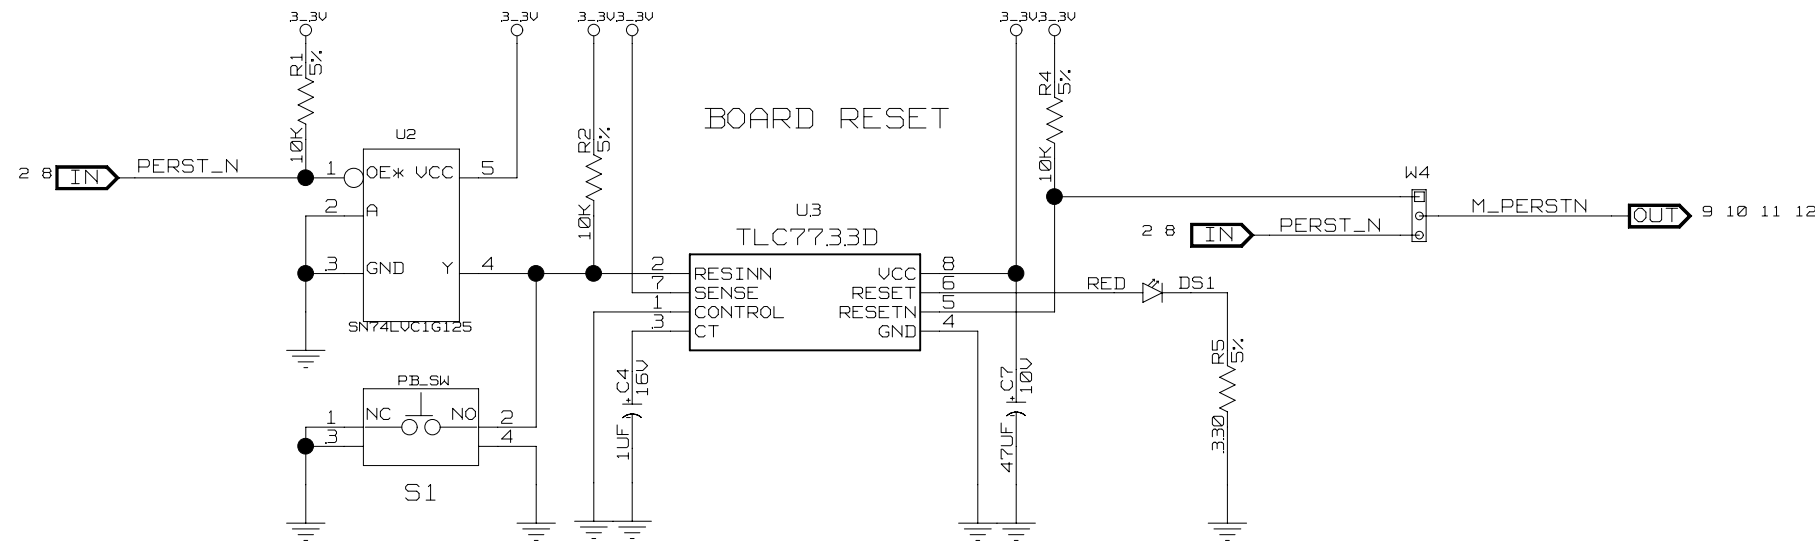 3_3V 3_3V 3_3V 3_3V 3_3V 3_3V
R1 5% 10K
R2 5% 10K
R4 5% 10K
BOARD RESET
U2
2 8 IN PERST_N 1 OE* VCC 5
2 A
3 GND Y 4
SN74LVC1G125
U3
TLC7733D
2 RESINN VCC 8
7 SENSE RESET 6
1 CONTROL RESETN 5
3 CT GND 4
W4
M_PERSTN OUT 9 10 11 12
2 8 IN PERST_N
RED DS1
R5 5% 330
C4 16V 1UF
C7 10V 47UF
PB_SW
1 NC NO 2
3 4
S1